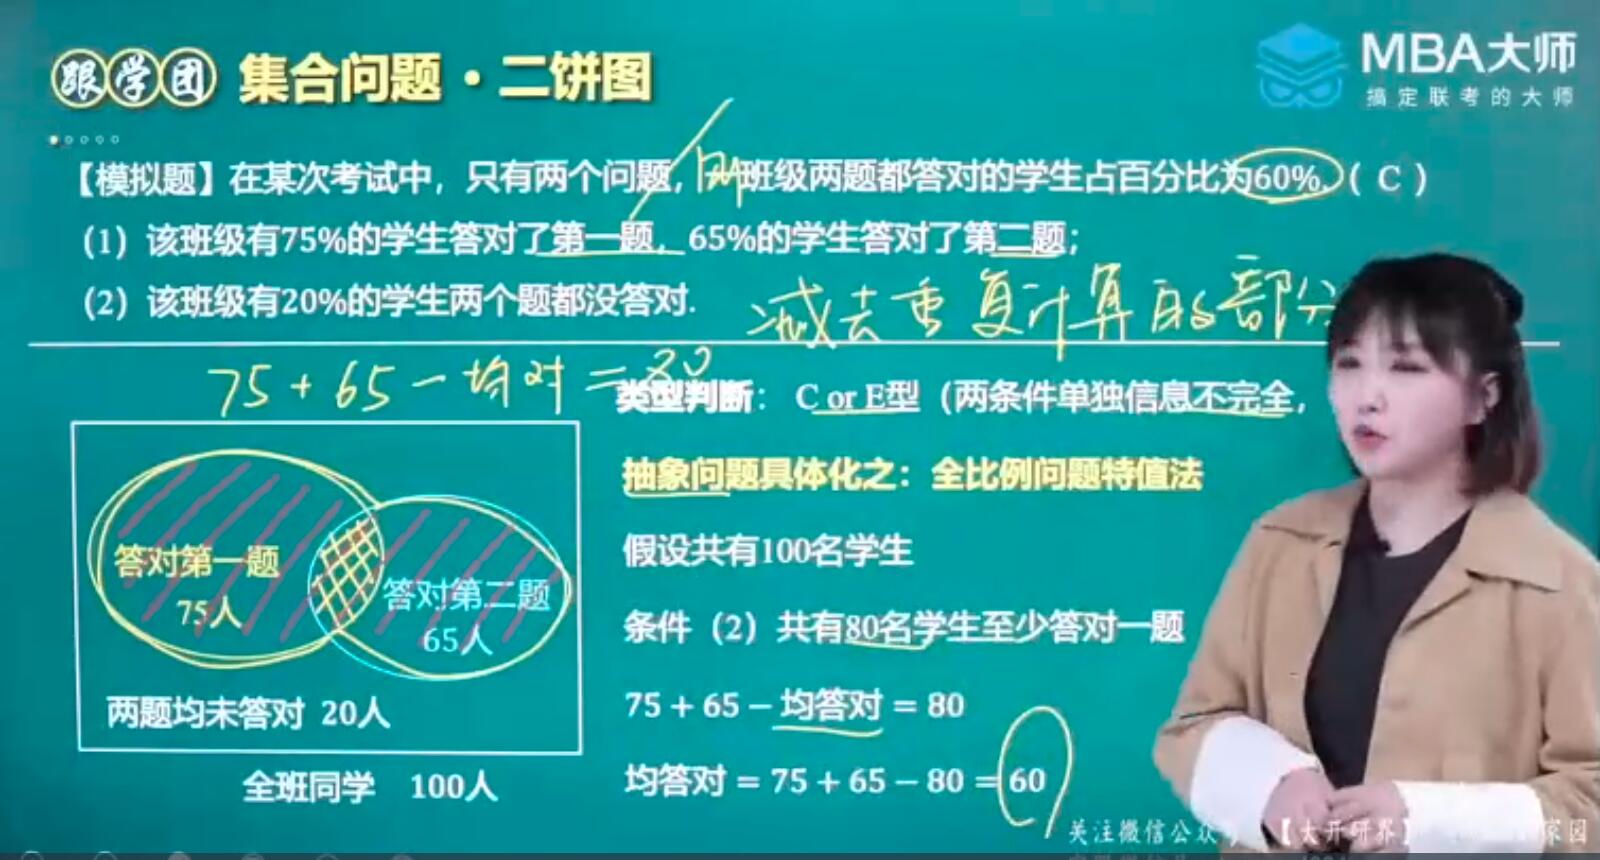 跟学团 集合问题·二饼图
MBA大师
搞定联考的大师
【模拟题】在某次考试中，只有两个问题，则班级两题都答对的学生占百分比为60%.（ C ）
（1）该班级有75%的学生答对了第一题，65%的学生答对了第二题；
（2）该班级有20%的学生两个题都没答对.
减去重复计算的部分
75+65-均对=80
类型判断：C or E型（两条件单独信息不完全，
抽象问题具体化之：全比例问题特值法
假设共有100名学生
条件（2）共有80名学生至少答对一题
75＋65－均答对＝80
均答对＝75＋65－80＝60
答对第一题
75人
答对第二题
65人
两题均未答对 20人
全班同学 100人
关注微信公众号 【大开研界】 家园